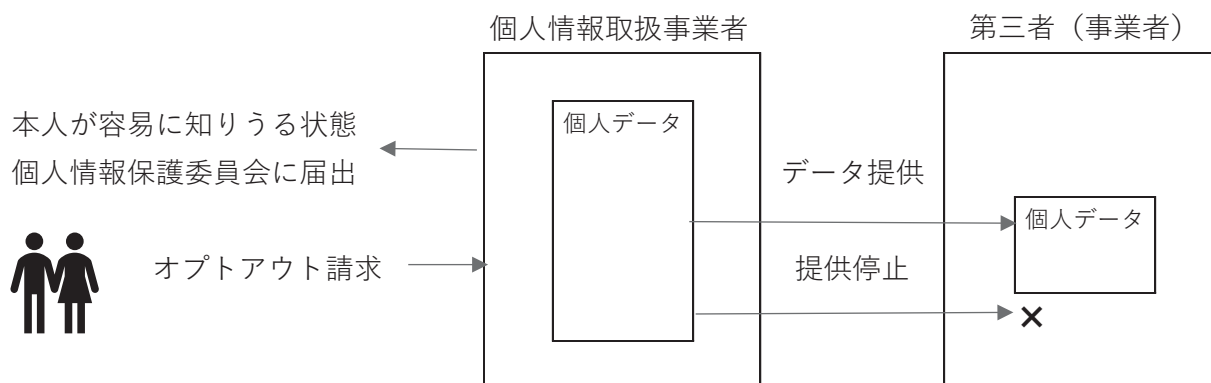 個人情報取扱事業者
第三者（事業者）
本人が容易に知りうる状態
個人情報保護委員会に届出
個人データ
データ提供
個人データ
オプトアウト請求
提供停止
×